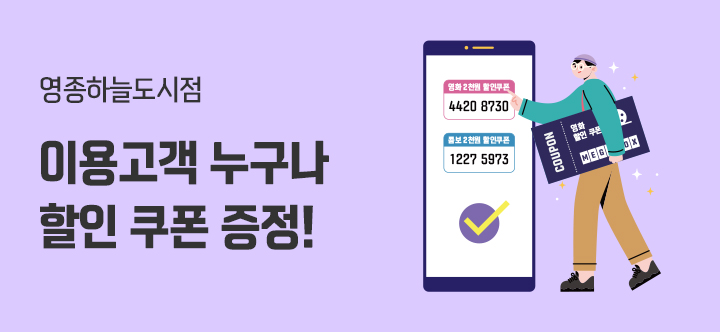 영종하늘도시점
이용고객 누구나
할인 쿠폰 증정!
영화 2천원 할인쿠폰
4420 8730
콤보 2천원 할인쿠폰
1227 5973
COUPON
영화
할인 쿠폰
MEG OX